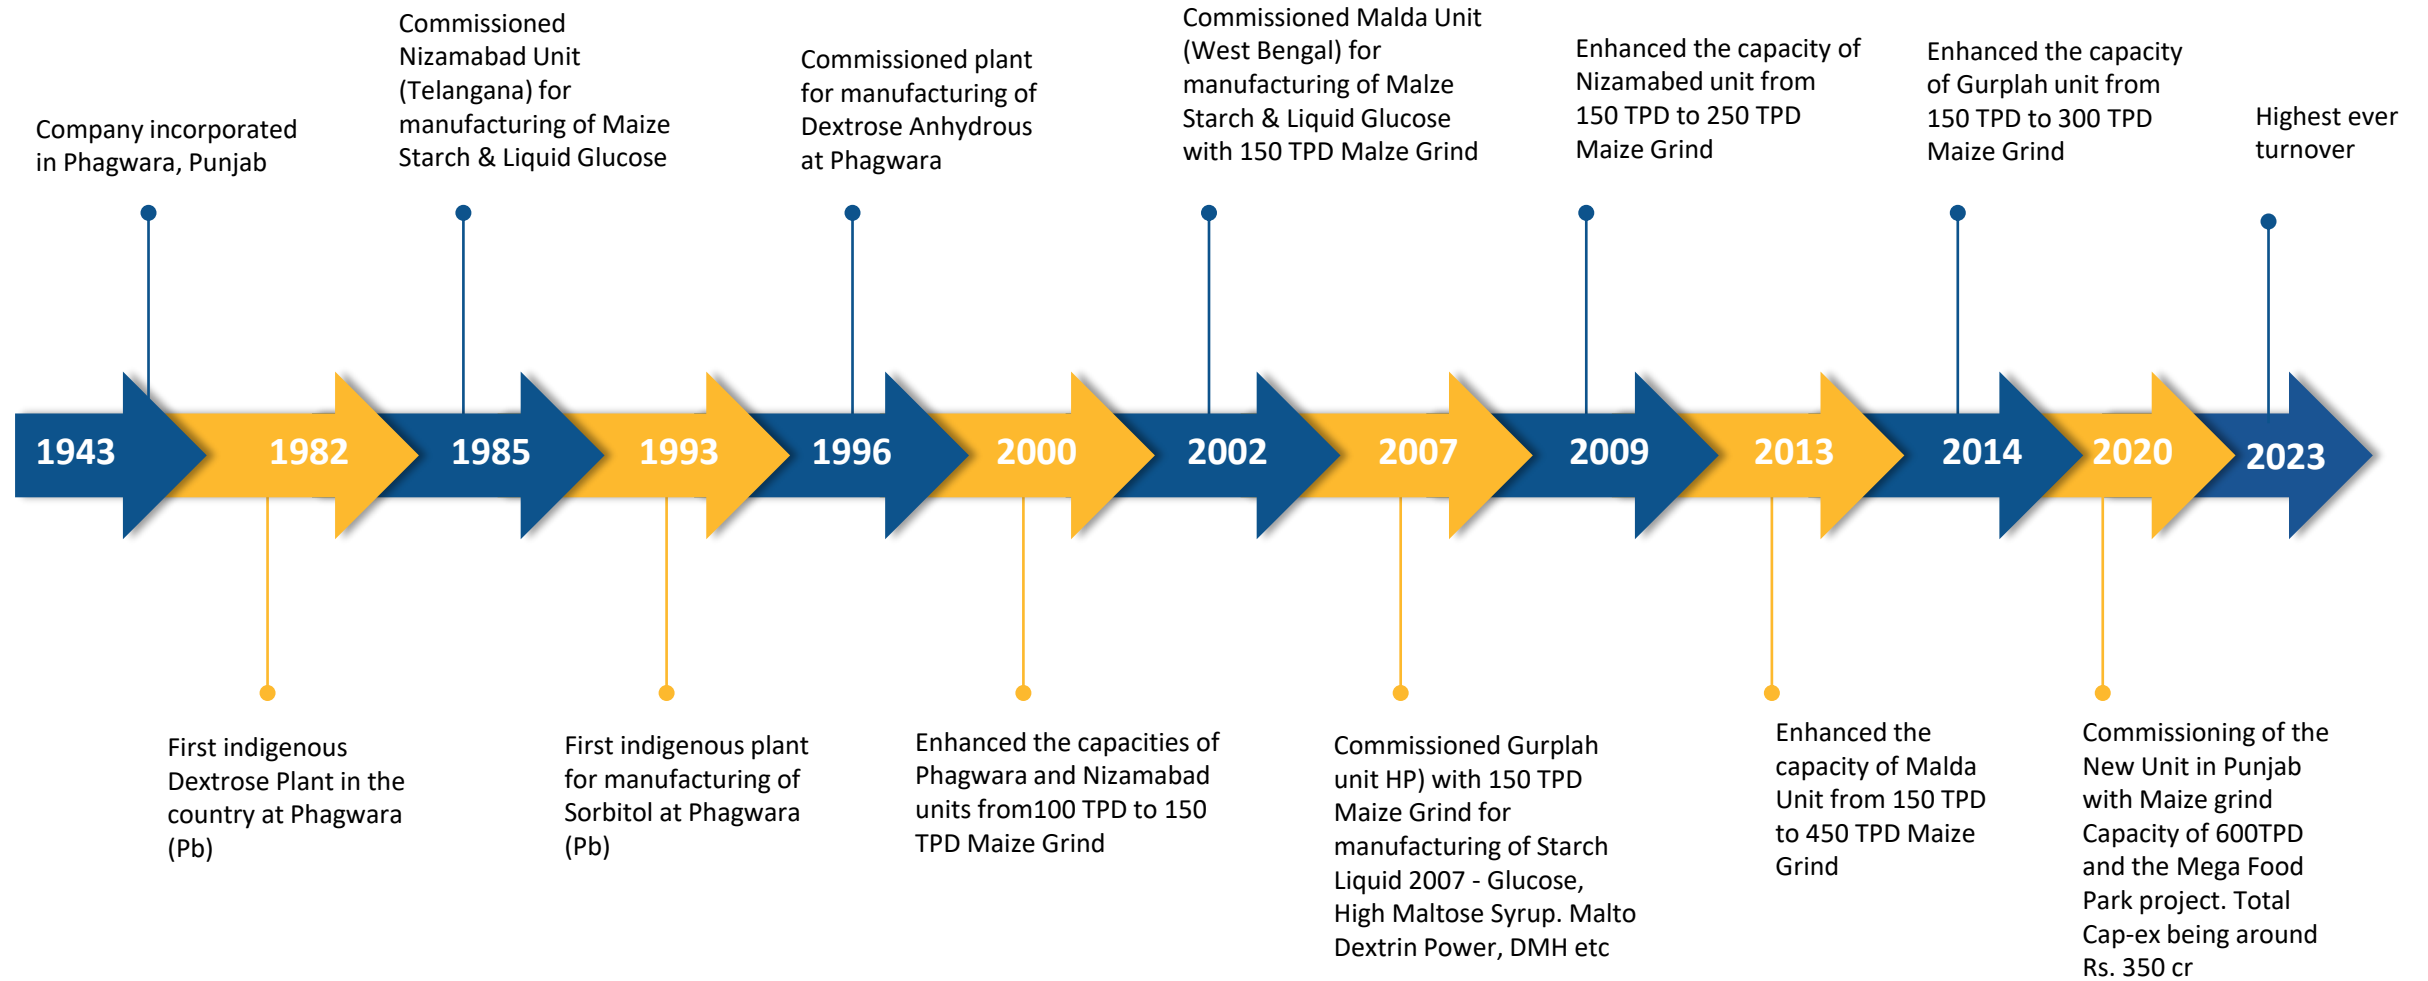 Commissioned
Nizamabad Unit
(Telangana) for
manufacturing of Maize
Starch & Liquid Glucose
Commissioned plant
for manufacturing of
Dextrose Anhydrous
at Phagwara
Commissioned Malda Unit
(West Bengal) for
manufacturing of Malze
Starch & Liquid Glucose
with 150 TPD Malze Grind
Enhanced the capacity of
Nizamabed unit from
150 TPD to 250 TPD
Maize Grind
Enhanced the capacity
of Gurplah unit from
150 TPD to 300 TPD
Maize Grind
Company incorporated
in Phagwara, Punjab
Highest ever
turnover
1943
1982
1985
1993
1996
2000
2002
2007
2009
2013
2014
2020
2023
First indigenous
Dextrose Plant in the
country at Phagwara
(Pb)
First indigenous plant
for manufacturing of
Sorbitol at Phagwara
(Pb)
Enhanced the capacities of
Phagwara and Nizamabad
units from100 TPD to 150
TPD Maize Grind
Commissioned Gurplah
unit HP) with 150 TPD
Maize Grind for
manufacturing of Starch
Liquid 2007 - Glucose,
High Maltose Syrup. Malto
Dextrin Power, DMH etc
Enhanced the
capacity of Malda
Unit from 150 TPD
to 450 TPD Maize
Grind
Commissioning of the
New Unit in Punjab
with Maize grind
Capacity of 600TPD
and the Mega Food
Park project. Total
Cap-ex being around
Rs. 350 cr